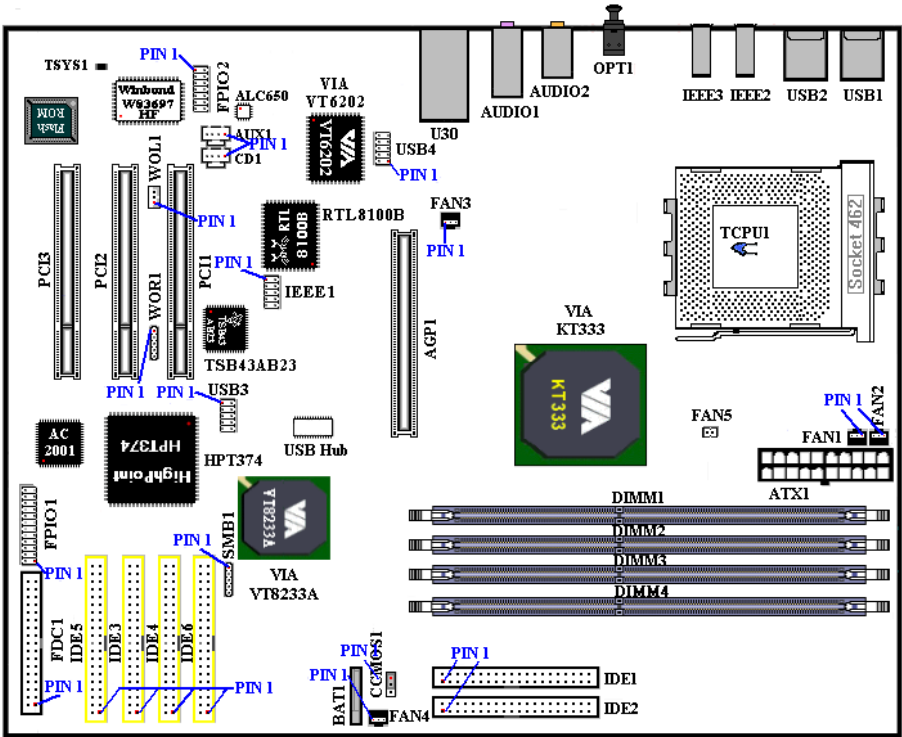 TSYS1
PIN 1
FPIO2
VIA
VT6202
OPT1
AUDIO2
AUDIO1
IEEE3
IEEE2
USB2
USB1
U30
Winbond
W83697
HF
ALC650
Flash
ROM
AUX1
PIN 1
CD1
VIA
VT6202
USB4
PIN 1
WOL1
PIN 1
FAN3
PIN 1
RTL8100B
RTL
8100B
TCPU1
Socket 462
PCI3
PCI2
PCI1
PIN 1
IEEE1
WOR1
AGP1
VIA
KT333
VIA
KT333
TSB43AB23
PIN 1
PIN 1
USB3
PIN 1
FAN2
FAN5
FAN1
AC
2001
HighPoint
HPT374
HPT374
USB Hub
ATX1
FPIO1
PIN 1
SMB1
PIN 1
VIA
VT8233A
VIA
VT8233A
DIMM1
DIMM2
DIMM3
DIMM4
FDC1
IDE5
IDE3
IDE4
IDE6
PIN 1
PIN 1
PIN 1
CCMOS1
PIN 1
BAT1
FAN4
PIN 1
IDE1
IDE2